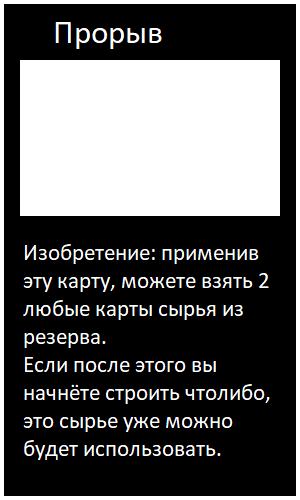 Прорыв
Изобретение: применив
эту карту, можете взять 2
любые карты сырья из
резерва.
Если после этого вы
начнёте строить чтолибо,
это сырье уже можно
будет использовать.